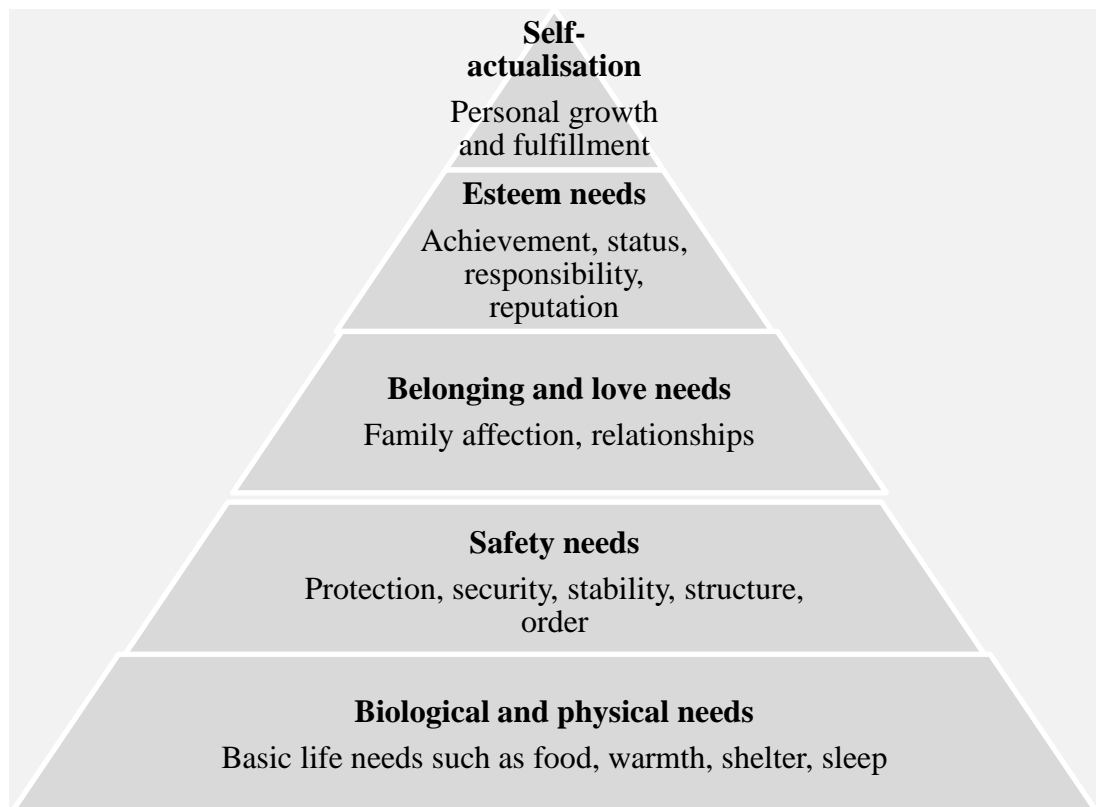 Self-
actualisation
Personal growth
and fulfillment
Esteem needs
Achievement, status,
responsibility,
reputation
Belonging and love needs
Family affection, relationships
Safety needs
Protection, security, stability, structure,
order
Biological and physical needs
Basic life needs such as food, warmth, shelter, sleep